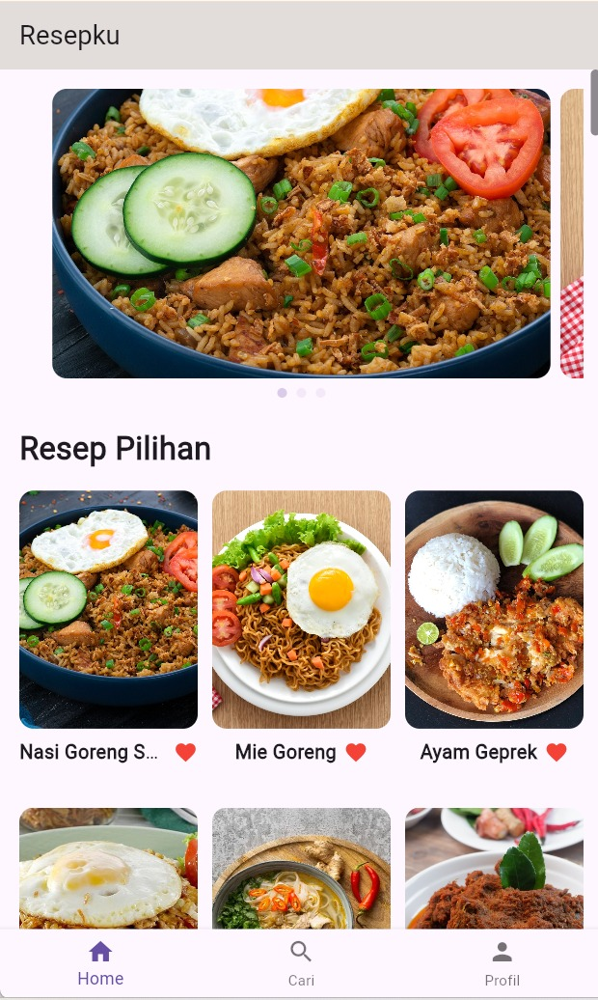 Resepku
Resep Pilihan
Nasi Goreng S...
Mie Goreng
Ayam Geprek
Home
Cari
Profil